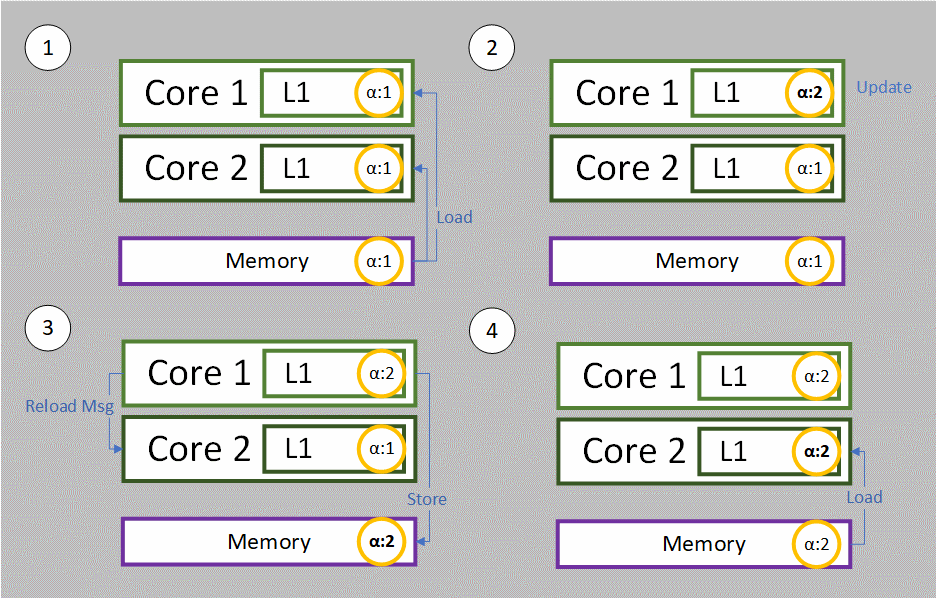 1
Core 1 L1 α:1
Core 2 L1 α:1
Load
Memory α:1
2
Core 1 L1 α:2 Update
Core 2 L1 α:1
Memory α:1
3
Core 1 L1 α:2
Reload Msg
Core 2 L1 α:1
Store
Memory α:2
4
Core 1 L1 α:2
Core 2 L1 α:2
Load
Memory α:2